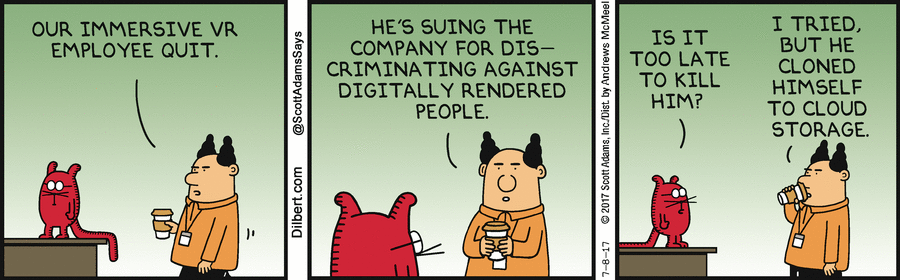 OUR IMMERSIVE VR
EMPLOYEE QUIT.
Dilbert.com @ScottAdamsSays
HE'S SUING THE
COMPANY FOR DIS-
CRIMINATING AGAINST
DIGITALLY RENDERED
PEOPLE.
7-8-17 © 2017 Scott Adams, Inc./Dist. by Andrews McMeel
IS IT
TOO LATE
TO KILL
HIM?
I TRIED,
BUT HE
CLONED
HIMSELF
TO CLOUD
STORAGE.